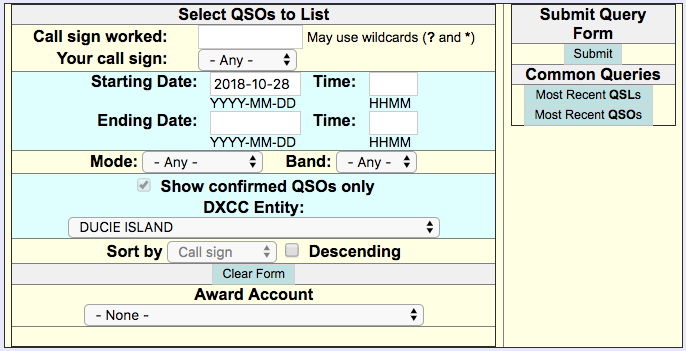 Select QSOs to List
Call sign worked: May use wildcards (? and *)
Your call sign: - Any -
Starting Date: 2018-10-28 Time:
YYYY-MM-DD HHMM
Ending Date: Time:
YYYY-MM-DD HHMM
Mode: - Any - Band: - Any -
Show confirmed QSOs only
DXCC Entity:
DUCIE ISLAND
Sort by Call sign Descending
Clear Form
Award Account
- None -
Submit Query
Form
Submit
Common Queries
Most Recent QSLs
Most Recent QSOs